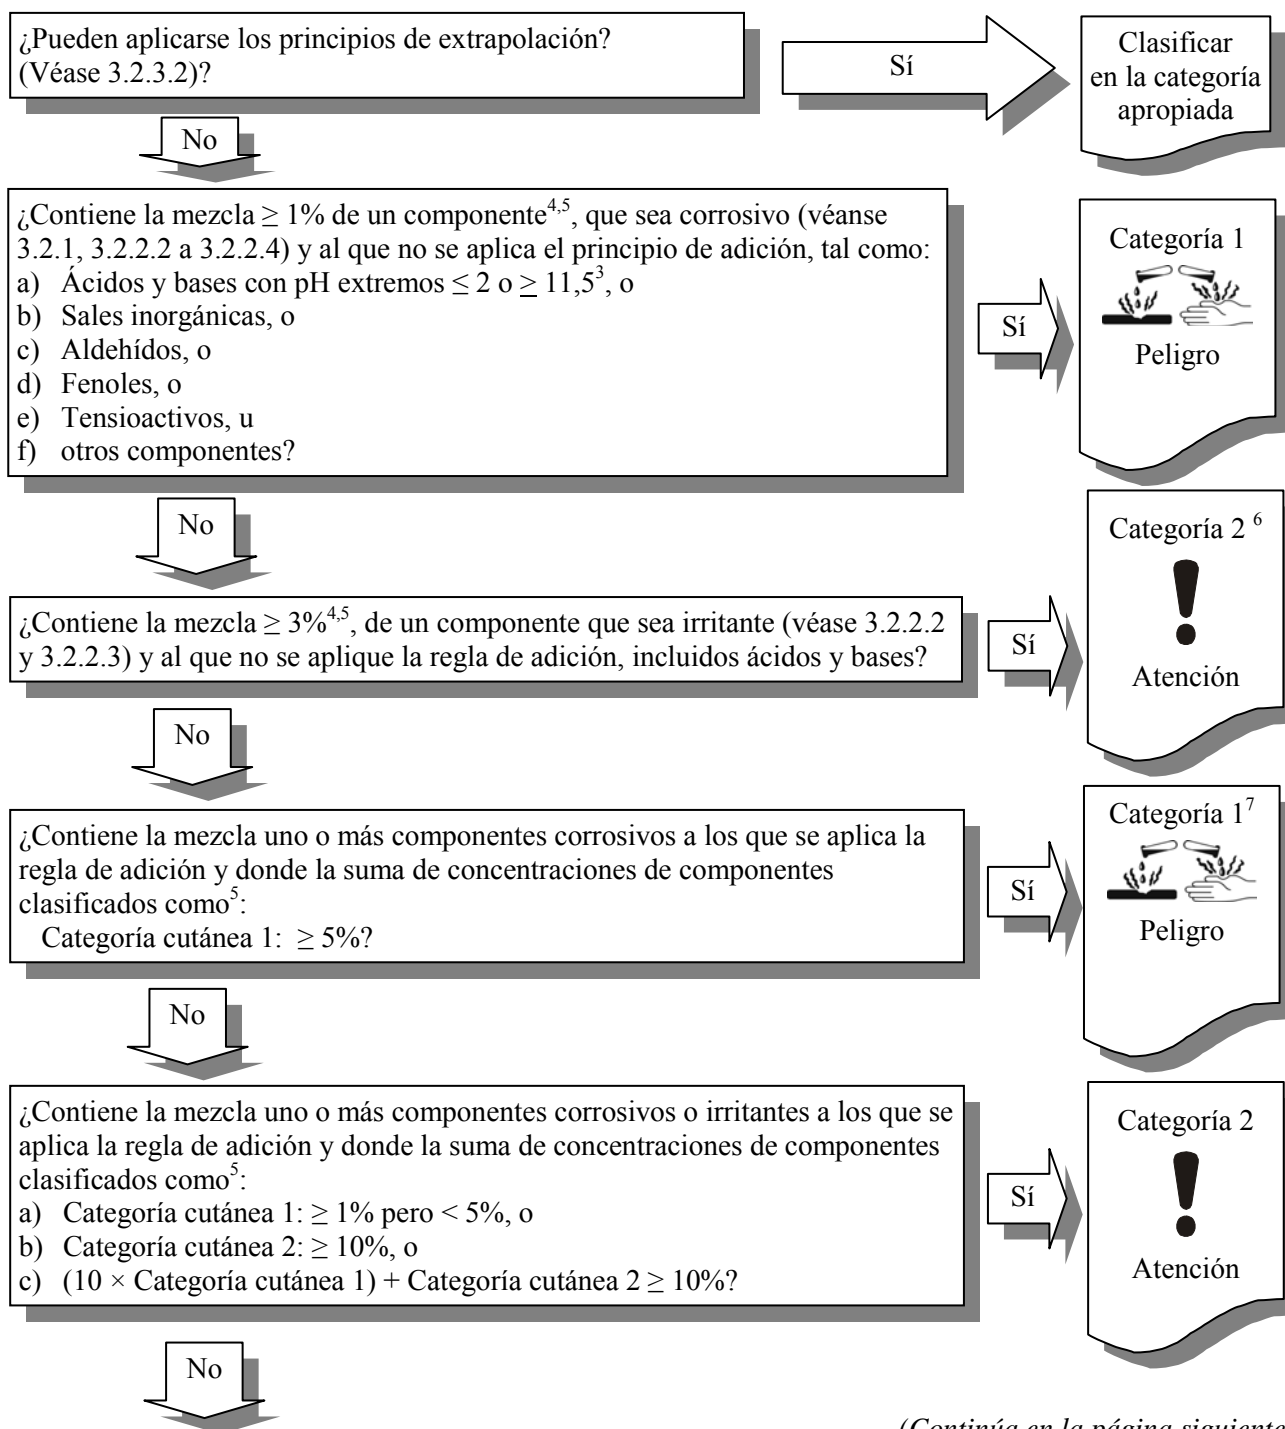 ¿Pueden aplicarse los principios de extrapolación?
(Véase 3.2.3.2)?
Sí
Clasificar
en la categoría
apropiada
No
¿Contiene la mezcla ≥ 1% de un componente4,5, que sea corrosivo (véanse
3.2.1, 3.2.2.2 a 3.2.2.4) y al que no se aplica el principio de adición, tal como:
a) Ácidos y bases con pH extremos ≤ 2 o ≥ 11,53, o
b) Sales inorgánicas, o
c) Aldehídos, o
d) Fenoles, o
e) Tensioactivos, u
f) otros componentes?
Sí
Categoría 1
Peligro
No
¿Contiene la mezcla ≥ 3%4,5, de un componente que sea irritante (véase 3.2.2.2
y 3.2.2.3) y al que no se aplique la regla de adición, incluidos ácidos y bases?
Sí
Categoría 2 6
Atención
No
¿Contiene la mezcla uno o más componentes corrosivos a los que se aplica la
regla de adición y donde la suma de concentraciones de componentes
clasificados como5:
Categoría cutánea 1: ≥ 5%?
Sí
Categoría 17
Peligro
No
¿Contiene la mezcla uno o más componentes corrosivos o irritantes a los que se
aplica la regla de adición y donde la suma de concentraciones de componentes
clasificados como5:
a) Categoría cutánea 1: ≥ 1% pero < 5%, o
b) Categoría cutánea 2: ≥ 10%, o
c) (10 × Categoría cutánea 1) + Categoría cutánea 2 ≥ 10%?
Sí
Categoría 2
Atención
No
(Continúa en la página siguiente